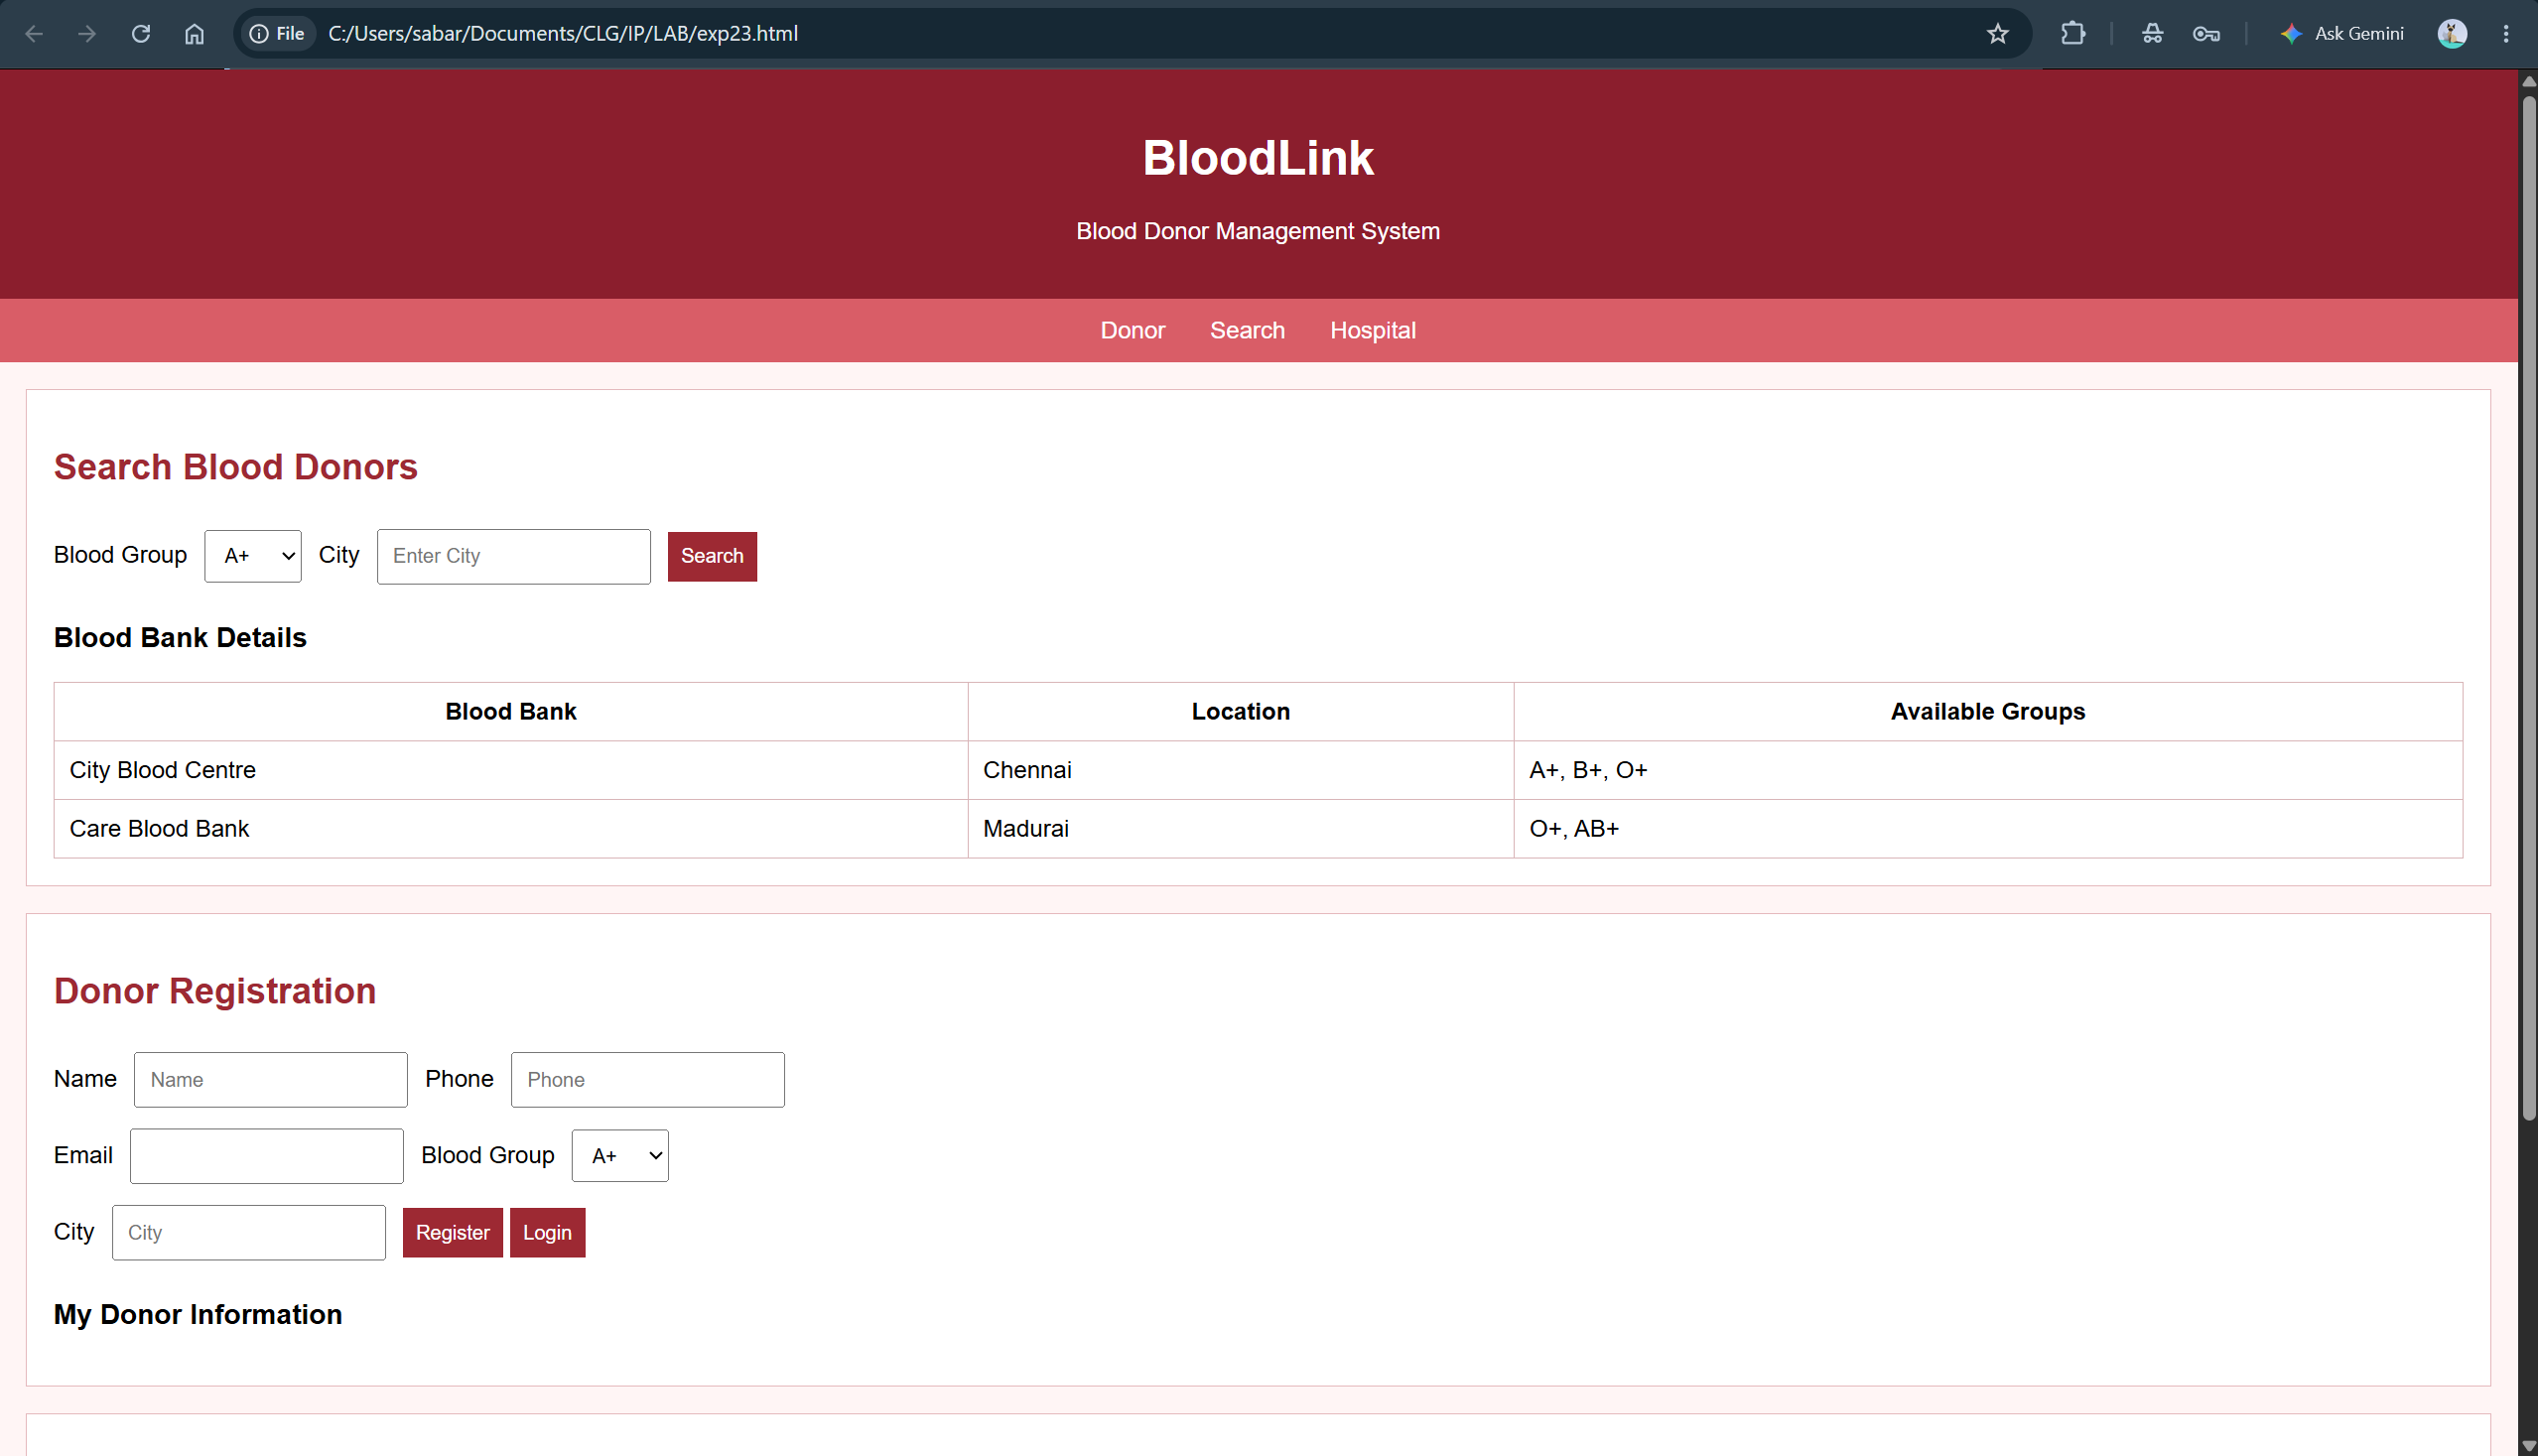 File C:/Users/sabar/Documents/CLG/IP/LAB/exp23.html Ask Gemini
BloodLink
Blood Donor Management System
Donor Search Hospital
Search Blood Donors
Blood Group A+ City Enter City Search
Blood Bank Details
Blood Bank Location Available Groups
City Blood Centre Chennai A+, B+, O+
Care Blood Bank Madurai O+, AB+
Donor Registration
Name Name Phone Phone
Email Blood Group A+
City City Register Login
My Donor Information